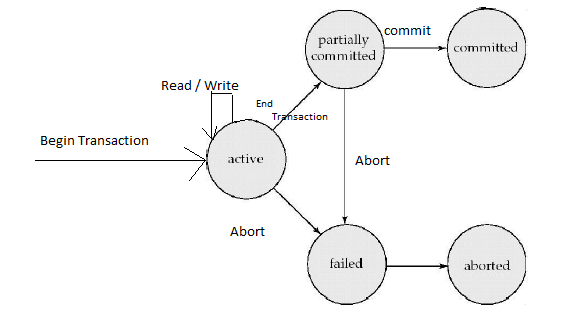 commit
partially
committed
committed
Read / Write
End
Transaction
Begin Transaction
active
Abort
Abort
failed
aborted